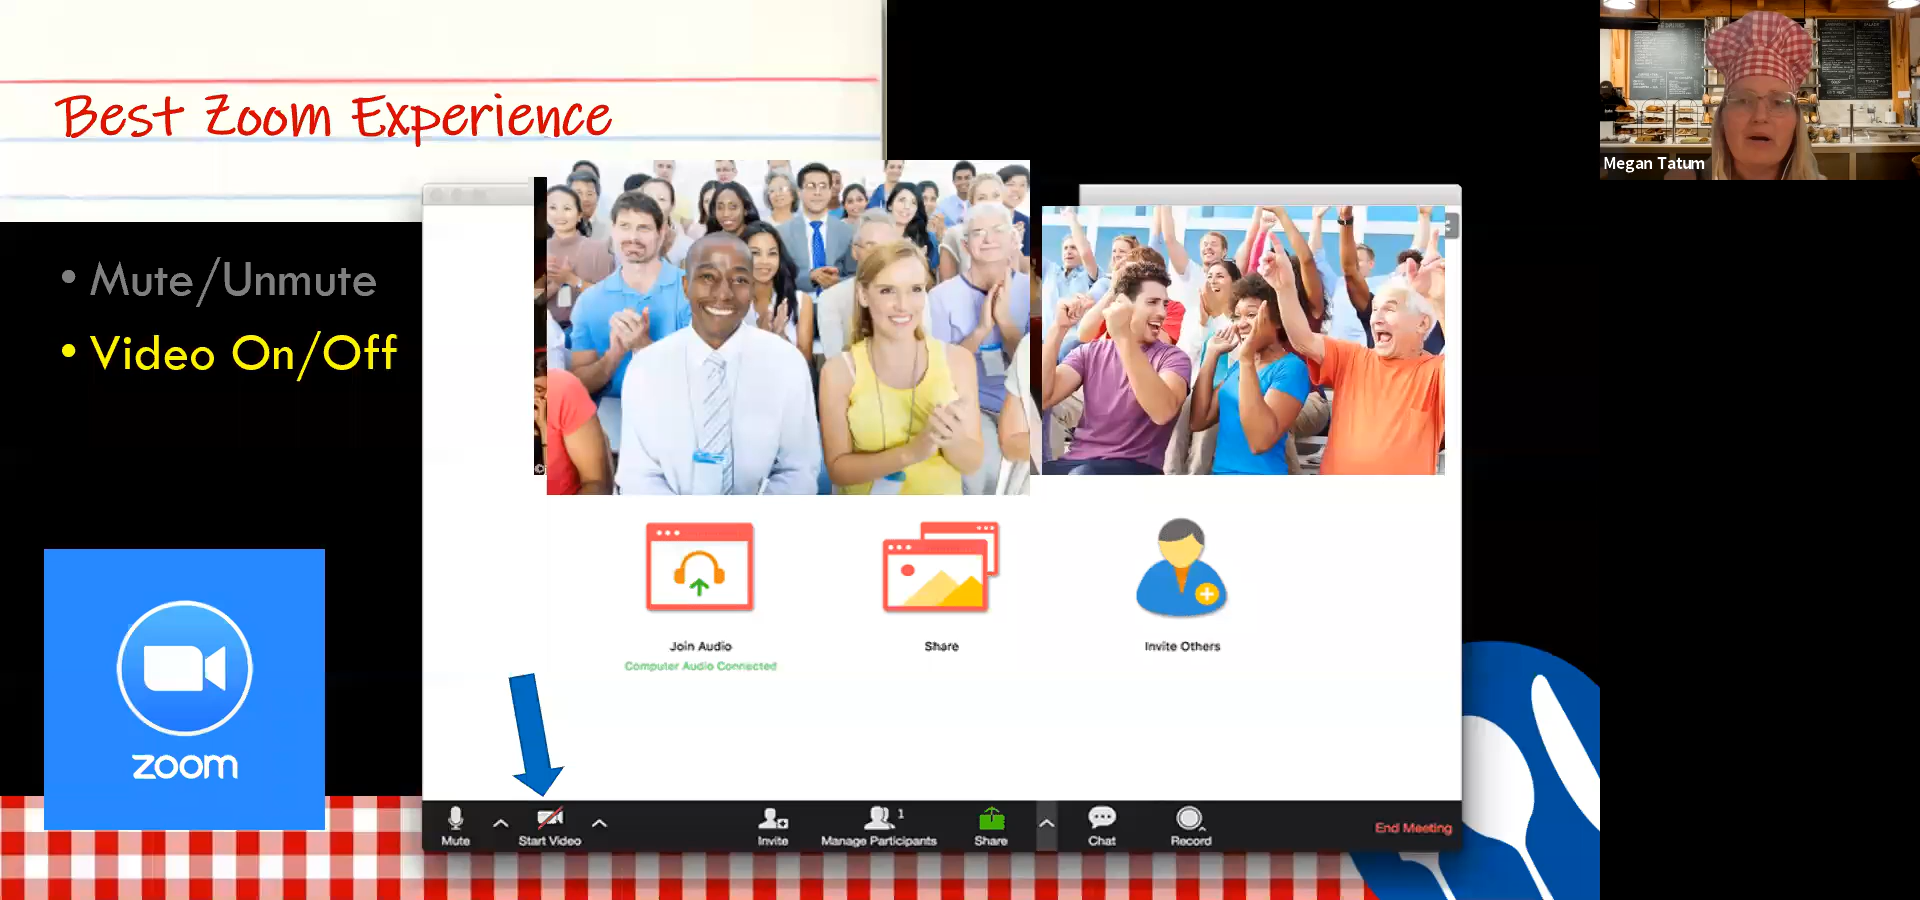 Best Zoom Experience
Megan Tatum
• Mute/Unmute
• Video On/Off
Join Audio
Computer Audio Connected
Share
Invite Others
zoom
Mute
Start Video
Invite
Manage Participants
1
Share
Chat
Record
End Meeting